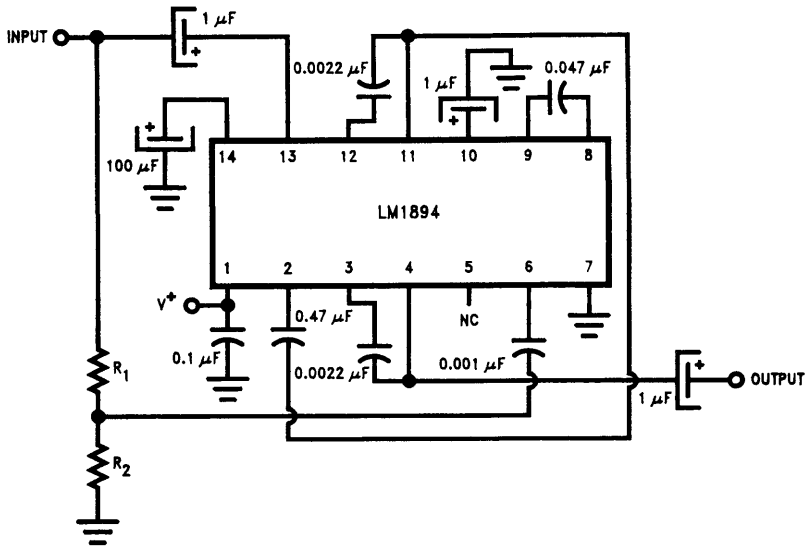 1 μF
INPUT
+
0.0022 μF
1 μF
0.047 μF
+
+
100 μF
14 13 12 11 10 9 8
LM1894
1 2 3 4 5 6 7
V+
0.47 μF
NC
0.1 μF
0.0022 μF
0.001 μF
R1
+
OUTPUT
1 μF
R2